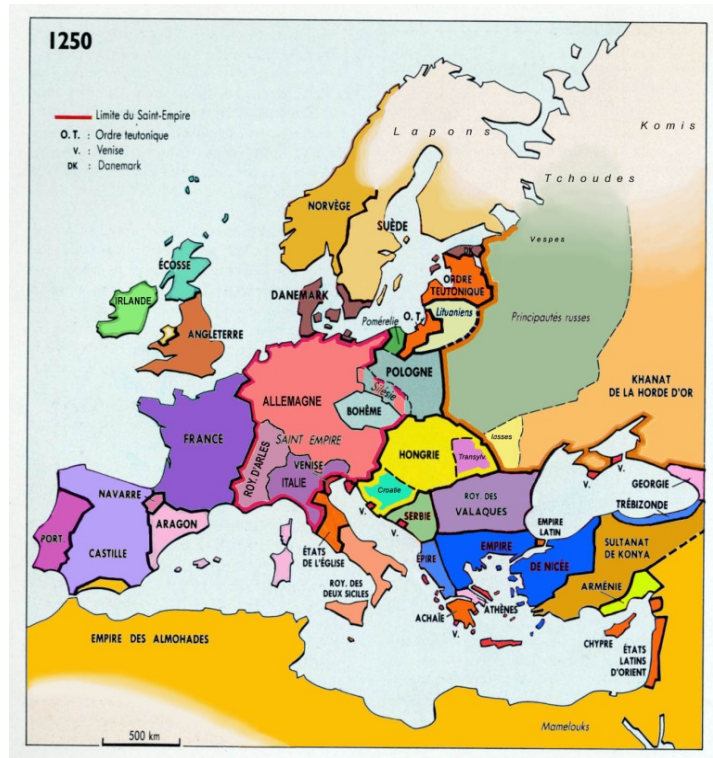 1250
Limite du Saint-Empire
O. T. : Ordre teutonique
V. : Venise
DK : Danemark
Lapons
Komis
Tchoudes
NORVÈGE
SUÈDE
Vespes
ÉCOSSE
DK
ORDRE
TEUTONIQUE
IRLANDE
DANEMARK
O. T.
Lituaniens
Pomérelie
Principautés russes
ANGLETERRE
POLOGNE
KHANAT
DE LA HORDE D'OR
Silésie
ALLEMAGNE
BOHÊME
FRANCE
SAINT EMPIRE
Iasses
HONGRIE
Transylv.
ROY. D'ARLES
VENISE
ITALIE
V.
V.
NAVARRE
Croatie
GEORGIE
ROY. DES
VALAQUES
TRÉBIZONDE
V.
SERBIE
PORT.
ARAGON
CASTILLE
EMPIRE
LATIN
SULTANAT
DE KONYA
ÉTATS
DE L'ÉGLISE
ÉPIRE
EMPIRE
DE NICÉE
ROY. DES
DEUX SICILES
ARMÉNIE
ACHAÏE
ATHÈNES
V.
EMPIRE DES ALMOHADES
CHYPRE
ÉTATS
LATINS
D'ORIENT
Mamelouks
500 km